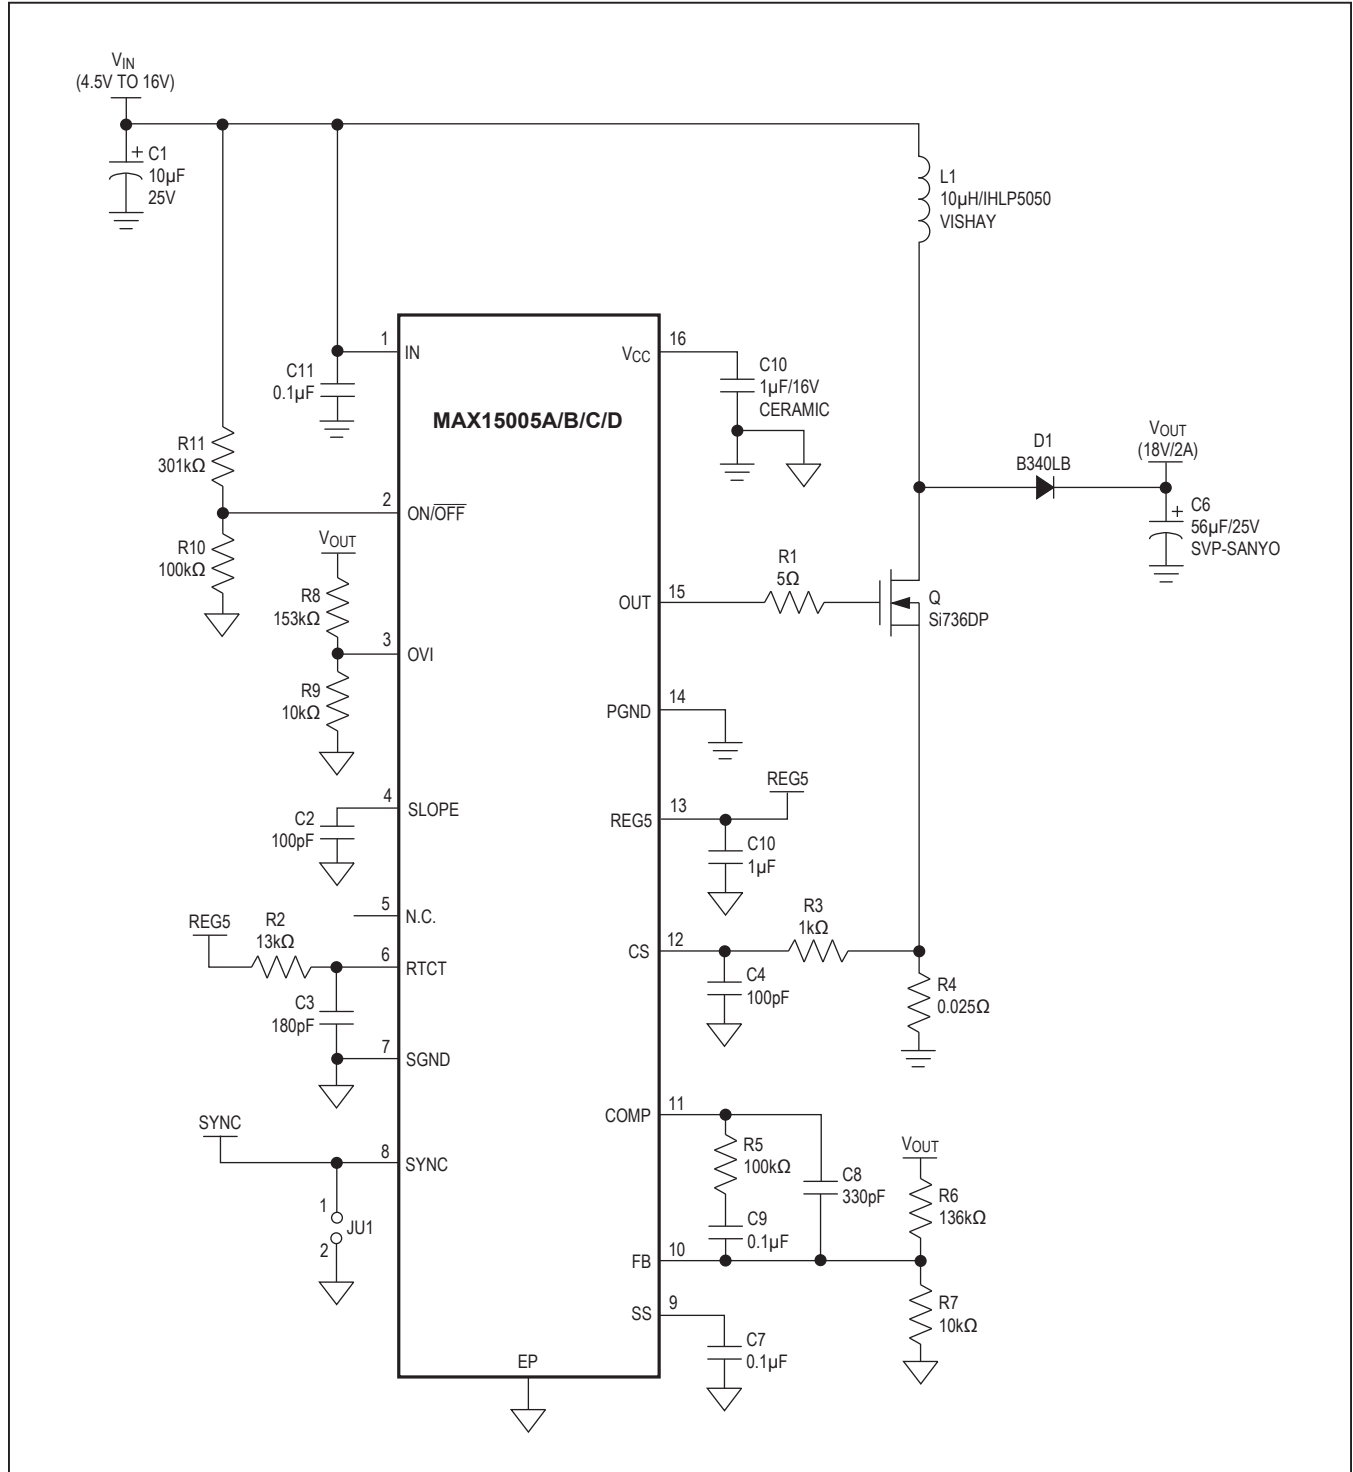 VIN
(4.5V TO 16V)
+ C1
10µF
25V
L1
10µH/IHLP5050
VISHAY
1
IN
C11
0.1µF
16
VCC
C10
1µF/16V
CERAMIC
MAX15005A/B/C/D
R11
301kΩ
2
ON/OFF
R10
100kΩ
D1
B340LB
VOUT
(18V/2A)
+ C6
56µF/25V
SVP-SANYO
VOUT
R8
153kΩ
3
OVI
R9
10kΩ
OUT
15
R1
5Ω
Q
Si736DP
14
PGND
4
SLOPE
C2
100pF
REG5
13
REG5
C10
1µF
5
N.C.
REG5
R2
13kΩ
6
RTCT
C3
180pF
7
SGND
12
CS
R3
1kΩ
C4
100pF
R4
0.025Ω
SYNC
8
SYNC
1
JU1
2
11
COMP
R5
100kΩ
C8
330pF
C9
0.1µF
VOUT
R6
136kΩ
10
FB
R7
10kΩ
9
SS
C7
0.1µF
EP